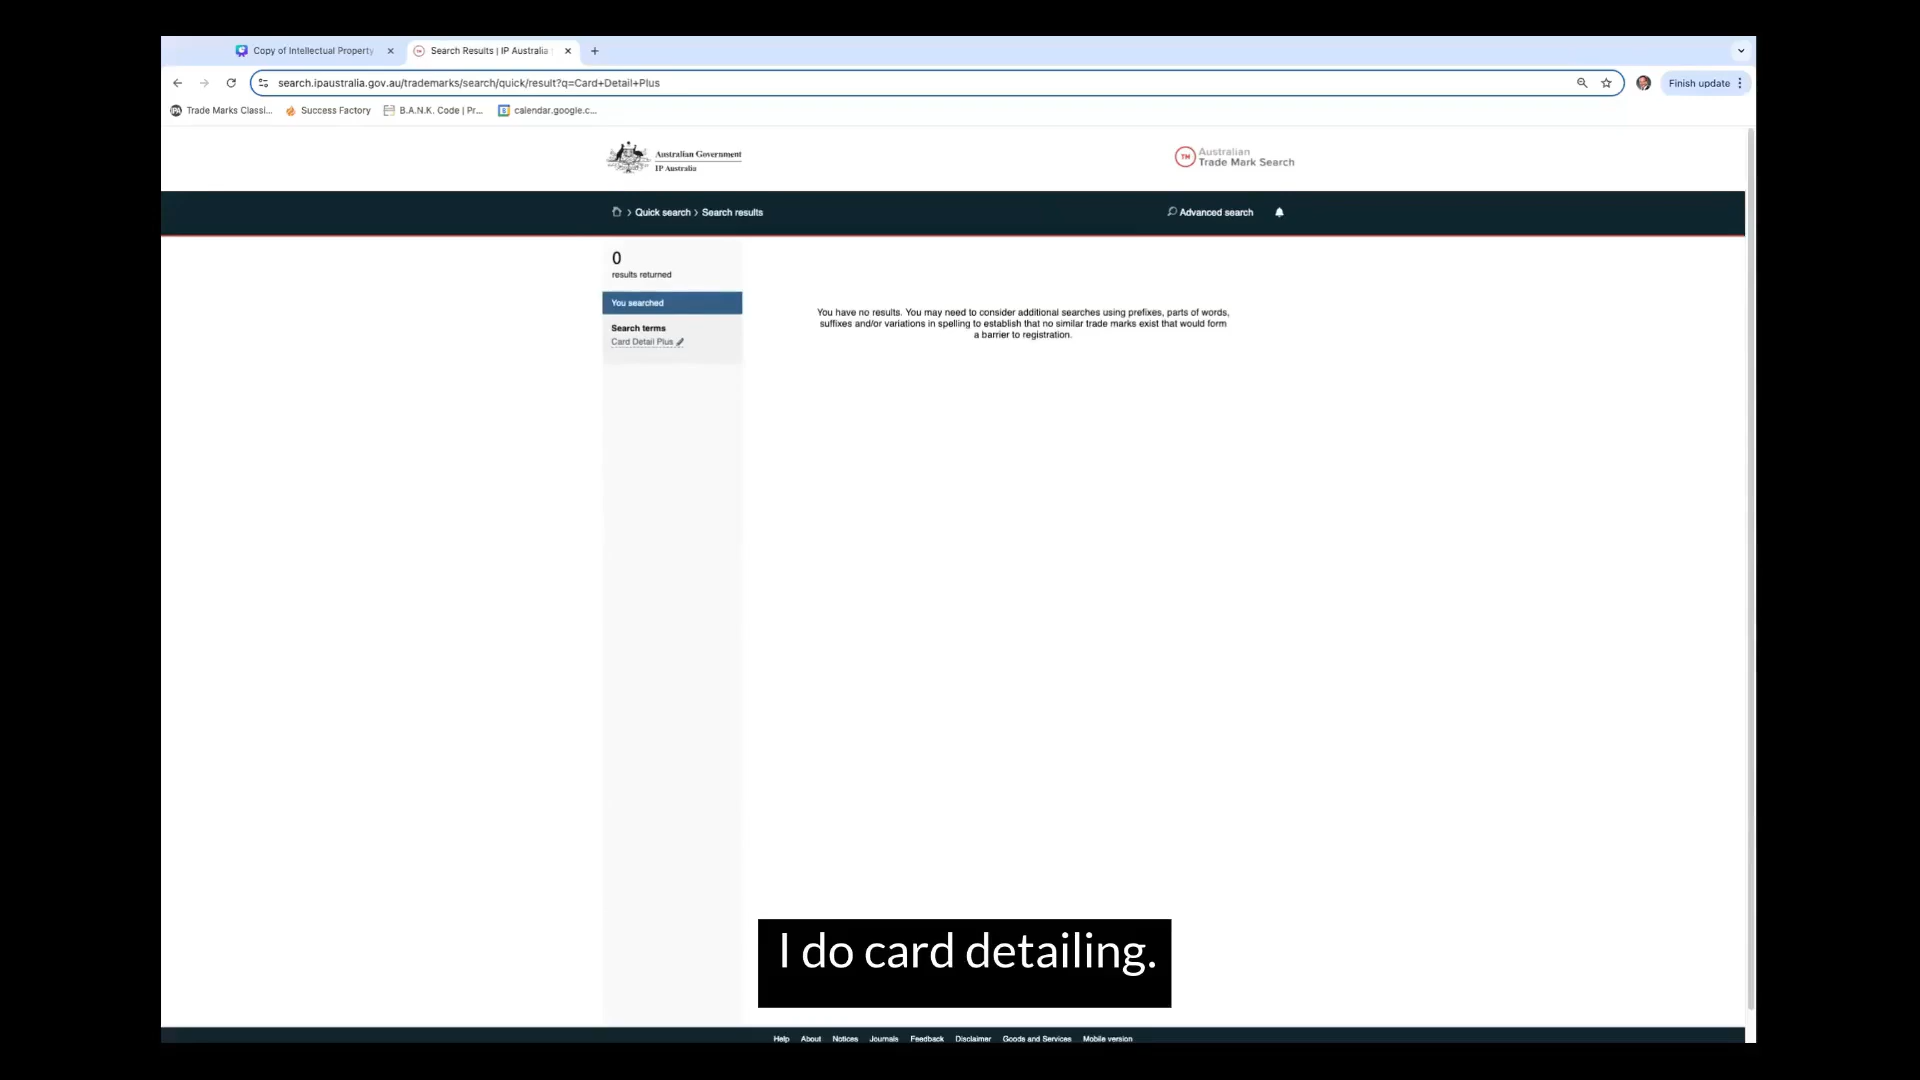 Copy of Intellectual Property
Search Results | IP Australia
search.ipaustralia.gov.au/trademarks/search/quick/result?q=Card+Detail+Plus
Finish update
Trade Marks Classi...
Success Factory
B.A.N.K. Code | Pr...
calendar.google.c...
Australian Government
IP Australia
TM
Australian
Trade Mark Search
Quick search > Search results
Advanced search
0
results returned
You searched
Search terms
Card Detail Plus
You have no results. You may need to consider additional searches using prefixes, parts of words,
suffixes and/or variations in spelling to establish that no similar trade marks exist that would form
a barrier to registration.
I do card detailing.
Help About Notices Journals Feedback Disclaimer Goods and Services Mobile version